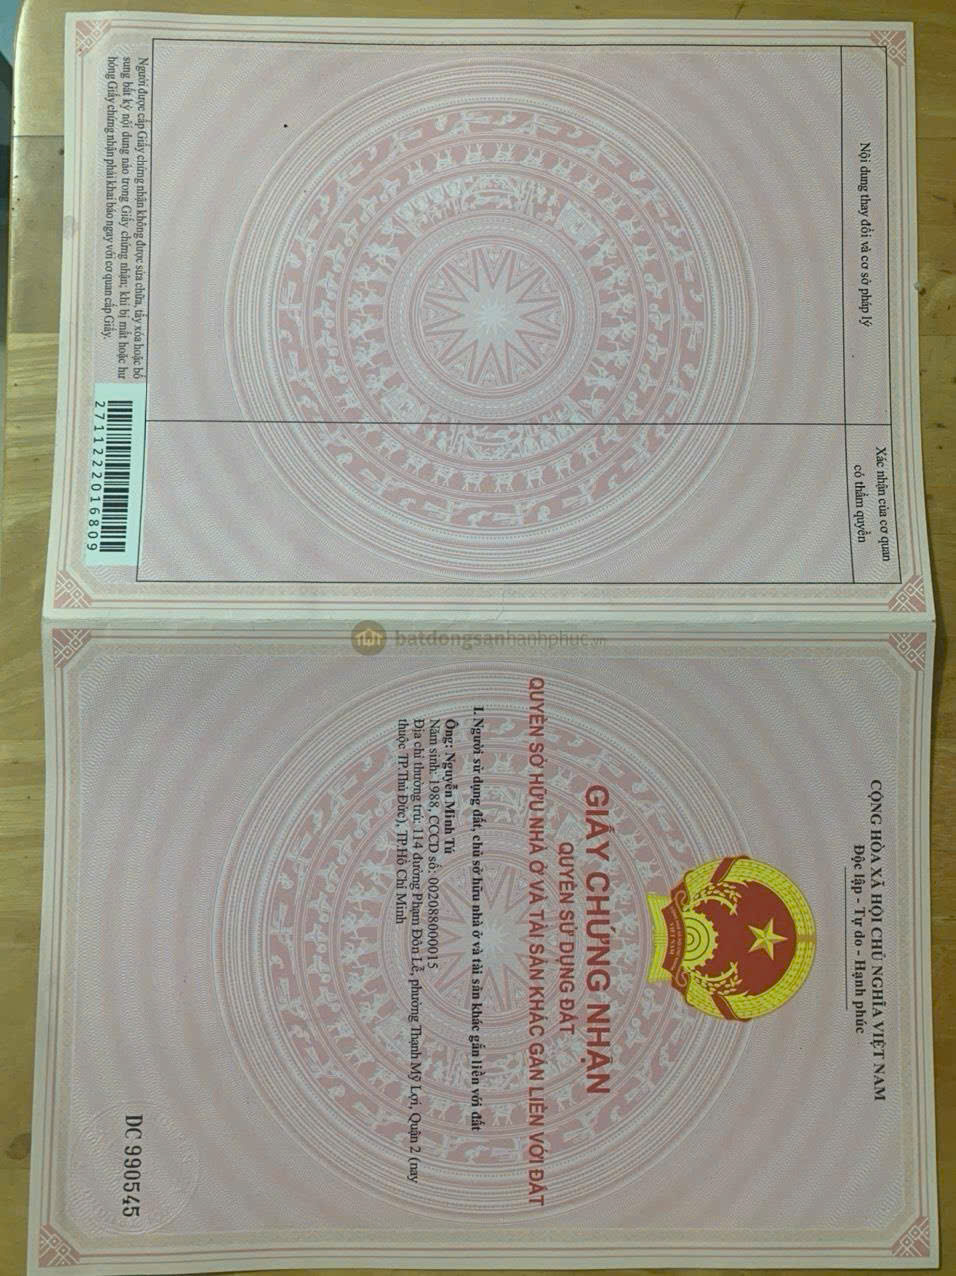 CỘNG HÒA XÃ HỘI CHỦ NGHĨA VIỆT NAM
Độc lập - Tự do - Hạnh phúc
GIẤY CHỨNG NHẬN
QUYỀN SỬ DỤNG ĐẤT
QUYỀN SỞ HỮU NHÀ Ở VÀ TÀI SẢN KHÁC GẮN LIỀN VỚI ĐẤT
I. Người sử dụng đất, chủ sở hữu nhà ở và tài sản khác gắn liền với đất
Ông: Nguyễn Minh Tú
Năm sinh: 1988, CCCD số: 002088000015
Địa chỉ thường trú: 114 đường Phạm Đôn Lễ, phường Thạnh Mỹ Lợi, Quận 2 (nay
thuộc TP.Thủ Đức), TP.Hồ Chí Minh
DC 990545
Nội dung thay đổi và cơ sở pháp lý
Xác nhận của cơ quan
có thẩm quyền
Người được cấp Giấy chứng nhận không được sửa chữa, tẩy xóa hoặc bổ
sung bất kỳ nội dung nào trong Giấy chứng nhận; khi bị mất hoặc hư
hỏng Giấy chứng nhận phải khai báo ngay với cơ quan cấp Giấy.
2711222016809
batdongsanhanhphuc.vn